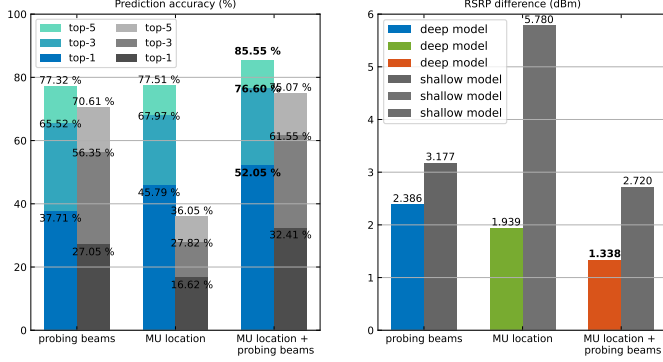 Prediction accuracy (%)
100
80
60
40
20
0
top-5 top-5
top-3 top-3
top-1 top-1
77.32 %
65.52 %
37.71 %
70.61 %
56.35 %
27.05 %
77.51 %
67.97 %
45.79 %
36.05 %
27.82 %
16.62 %
85.55 %
76.60 %
52.05 %
75.07 %
61.55 %
32.41 %
probing beams
MU location
MU location +
probing beams
RSRP difference (dBm)
6
5
4
3
2
1
0
deep model
deep model
deep model
shallow model
shallow model
shallow model
2.386
3.177
1.939
5.780
1.338
2.720
probing beams
MU location
MU location +
probing beams